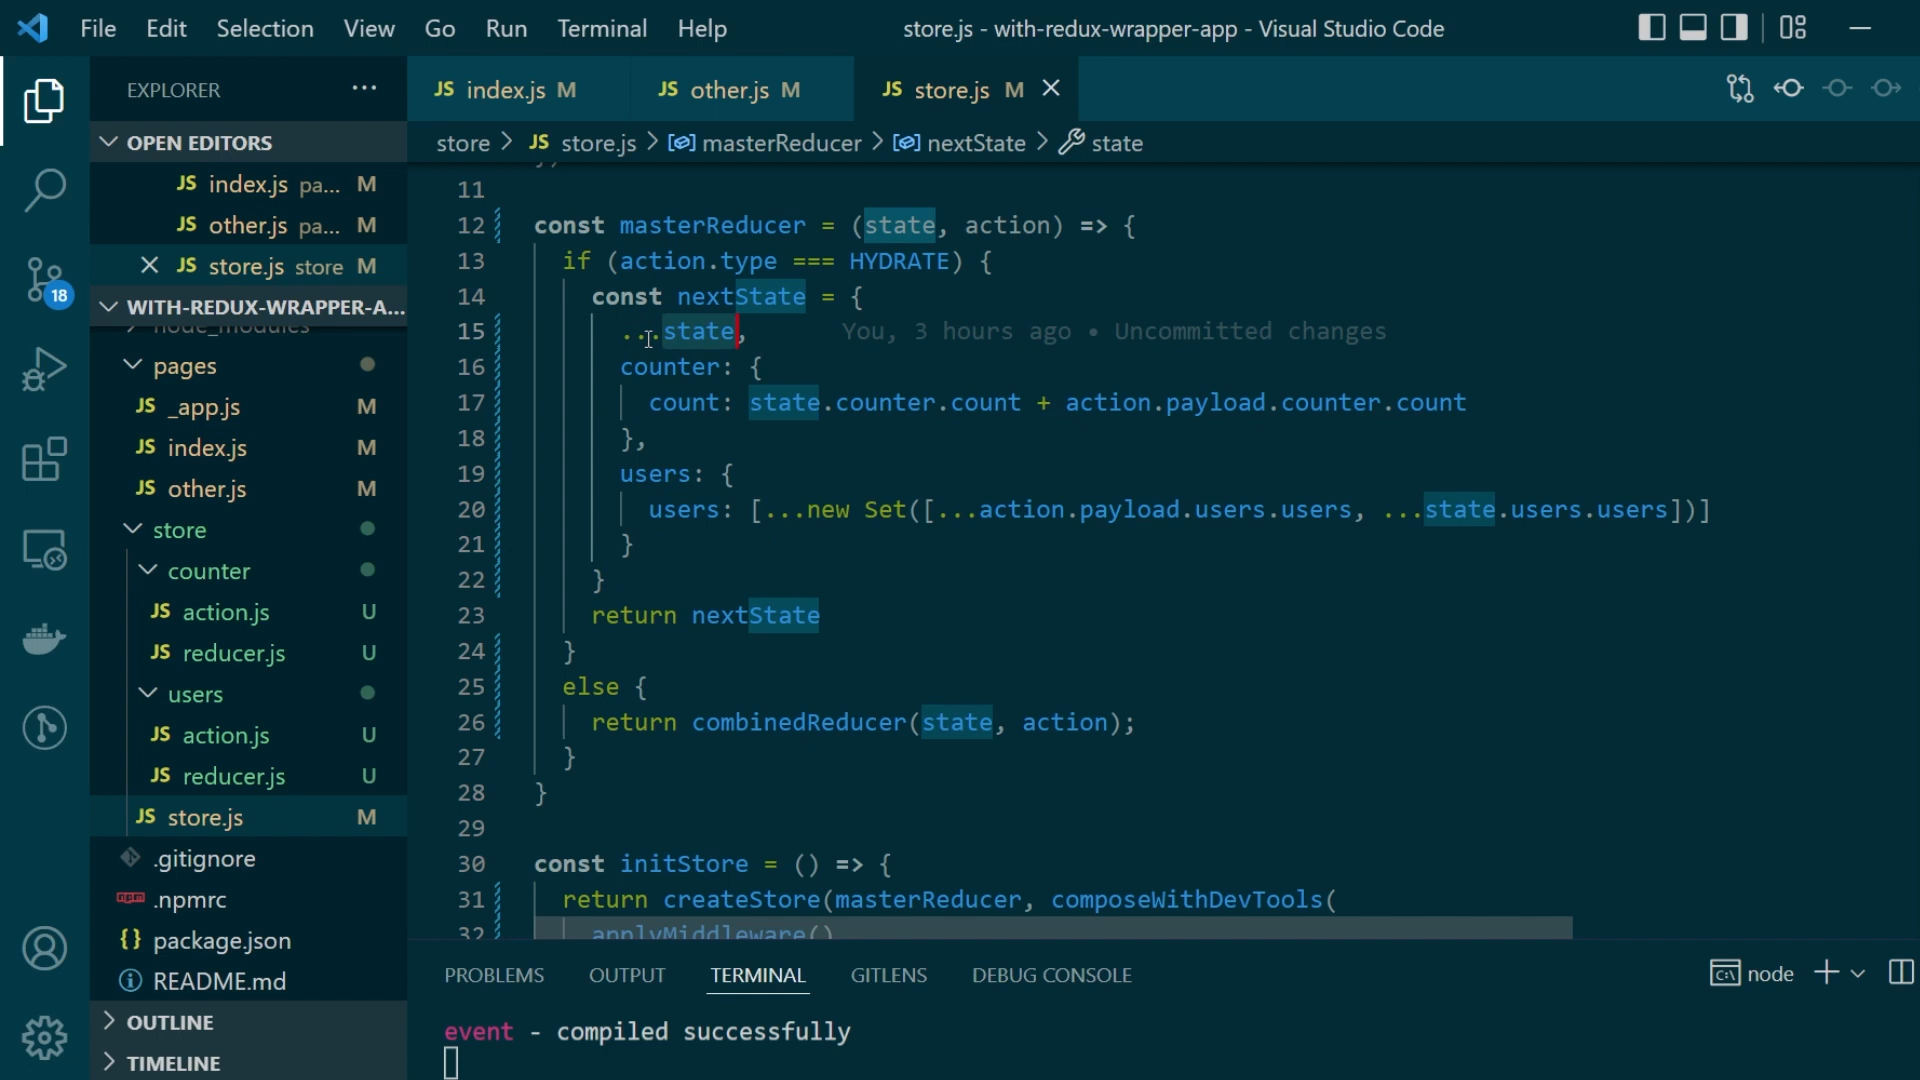 File Edit Selection View Go Run Terminal Help store.js - with-redux-wrapper-app - Visual Studio Code
EXPLORER
JS index.js M JS other.js M JS store.js M
OPEN EDITORS
store > JS store.js > masterReducer > nextState > state
JS index.js pa... M
JS other.js pa... M
JS store.js store M
WITH-REDUX-WRAPPER-A...
node_modules
pages
JS _app.js M
JS index.js M
JS other.js M
store
counter
JS action.js U
JS reducer.js U
users
JS action.js U
JS reducer.js U
JS store.js M
.gitignore
npm .npmrc
{} package.json
README.md
OUTLINE
TIMELINE
18
11
12 const masterReducer = (state, action) => {
13 if (action.type === HYDRATE) {
14 const nextState = {
15 ...state, You, 3 hours ago • Uncommitted changes
16 counter: {
17 count: state.counter.count + action.payload.counter.count
18 },
19 users: {
20 users: [...new Set([...action.payload.users.users, ...state.users.users])]
21 }
22 }
23 return nextState
24 }
25 else {
26 return combinedReducer(state, action);
27 }
28 }
29
30 const initStore = () => {
31 return createStore(masterReducer, composeWithDevTools(
32 applyMiddleware()
PROBLEMS OUTPUT TERMINAL GITLENS DEBUG CONSOLE node
event - compiled successfully